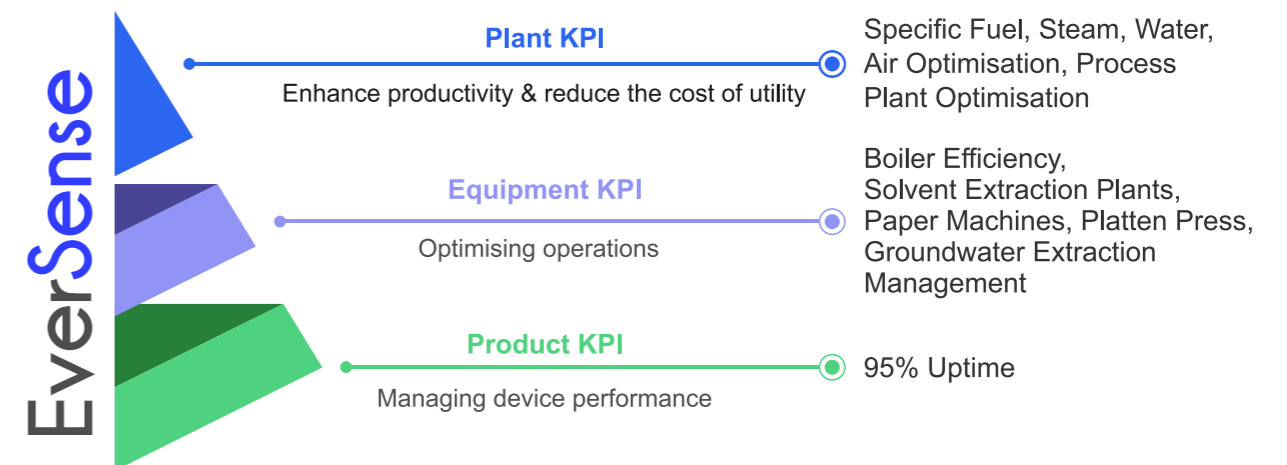 EverSense
Plant KPI
Enhance productivity & reduce the cost of utility
Specific Fuel, Steam, Water,
Air Optimisation, Process
Plant Optimisation
Equipment KPI
Optimising operations
Boiler Efficiency,
Solvent Extraction Plants,
Paper Machines, Platten Press,
Groundwater Extraction
Management
Product KPI
Managing device performance
95% Uptime